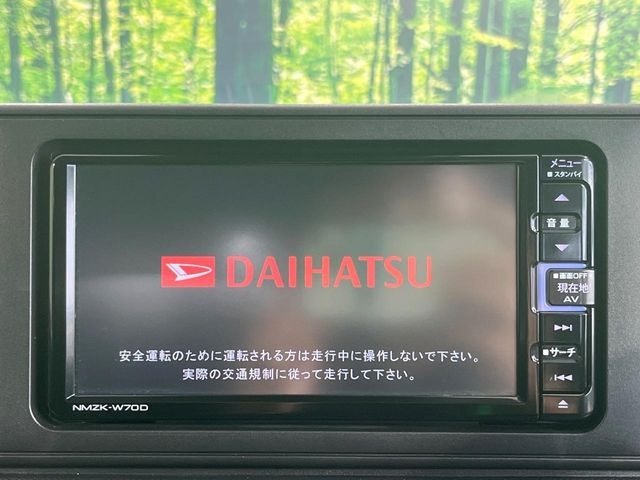 メニュー
■スタンバイ
音量
DAIHATSU
■画面OFF
現在地
AV
安全運転のために運転される方は走行中に操作しないで下さい。
■サーチ
実際の交通規制に従って走行して下さい。
NMZK-W70D